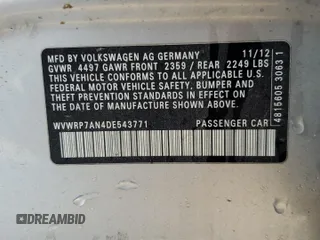 MFD. BY VOLKSWAGEN AG GERMANY 11/12
GVWR 4497 GAWR FRONT 2359 / REAR 2249 LBS
THIS VEHICLE CONFORMS TO ALL APPLICABLE U.S.
FEDERAL MOTOR VEHICLE SAFETY, BUMPER AND
THEFT PREVENTION STANDARDS IN EFFECT ON THE
DATE OF MANUFACTURE SHOWN ABOVE.
WVWRP7AN4DE543771 PASSENGER CAR
4815605 3063 1
DREAMBID